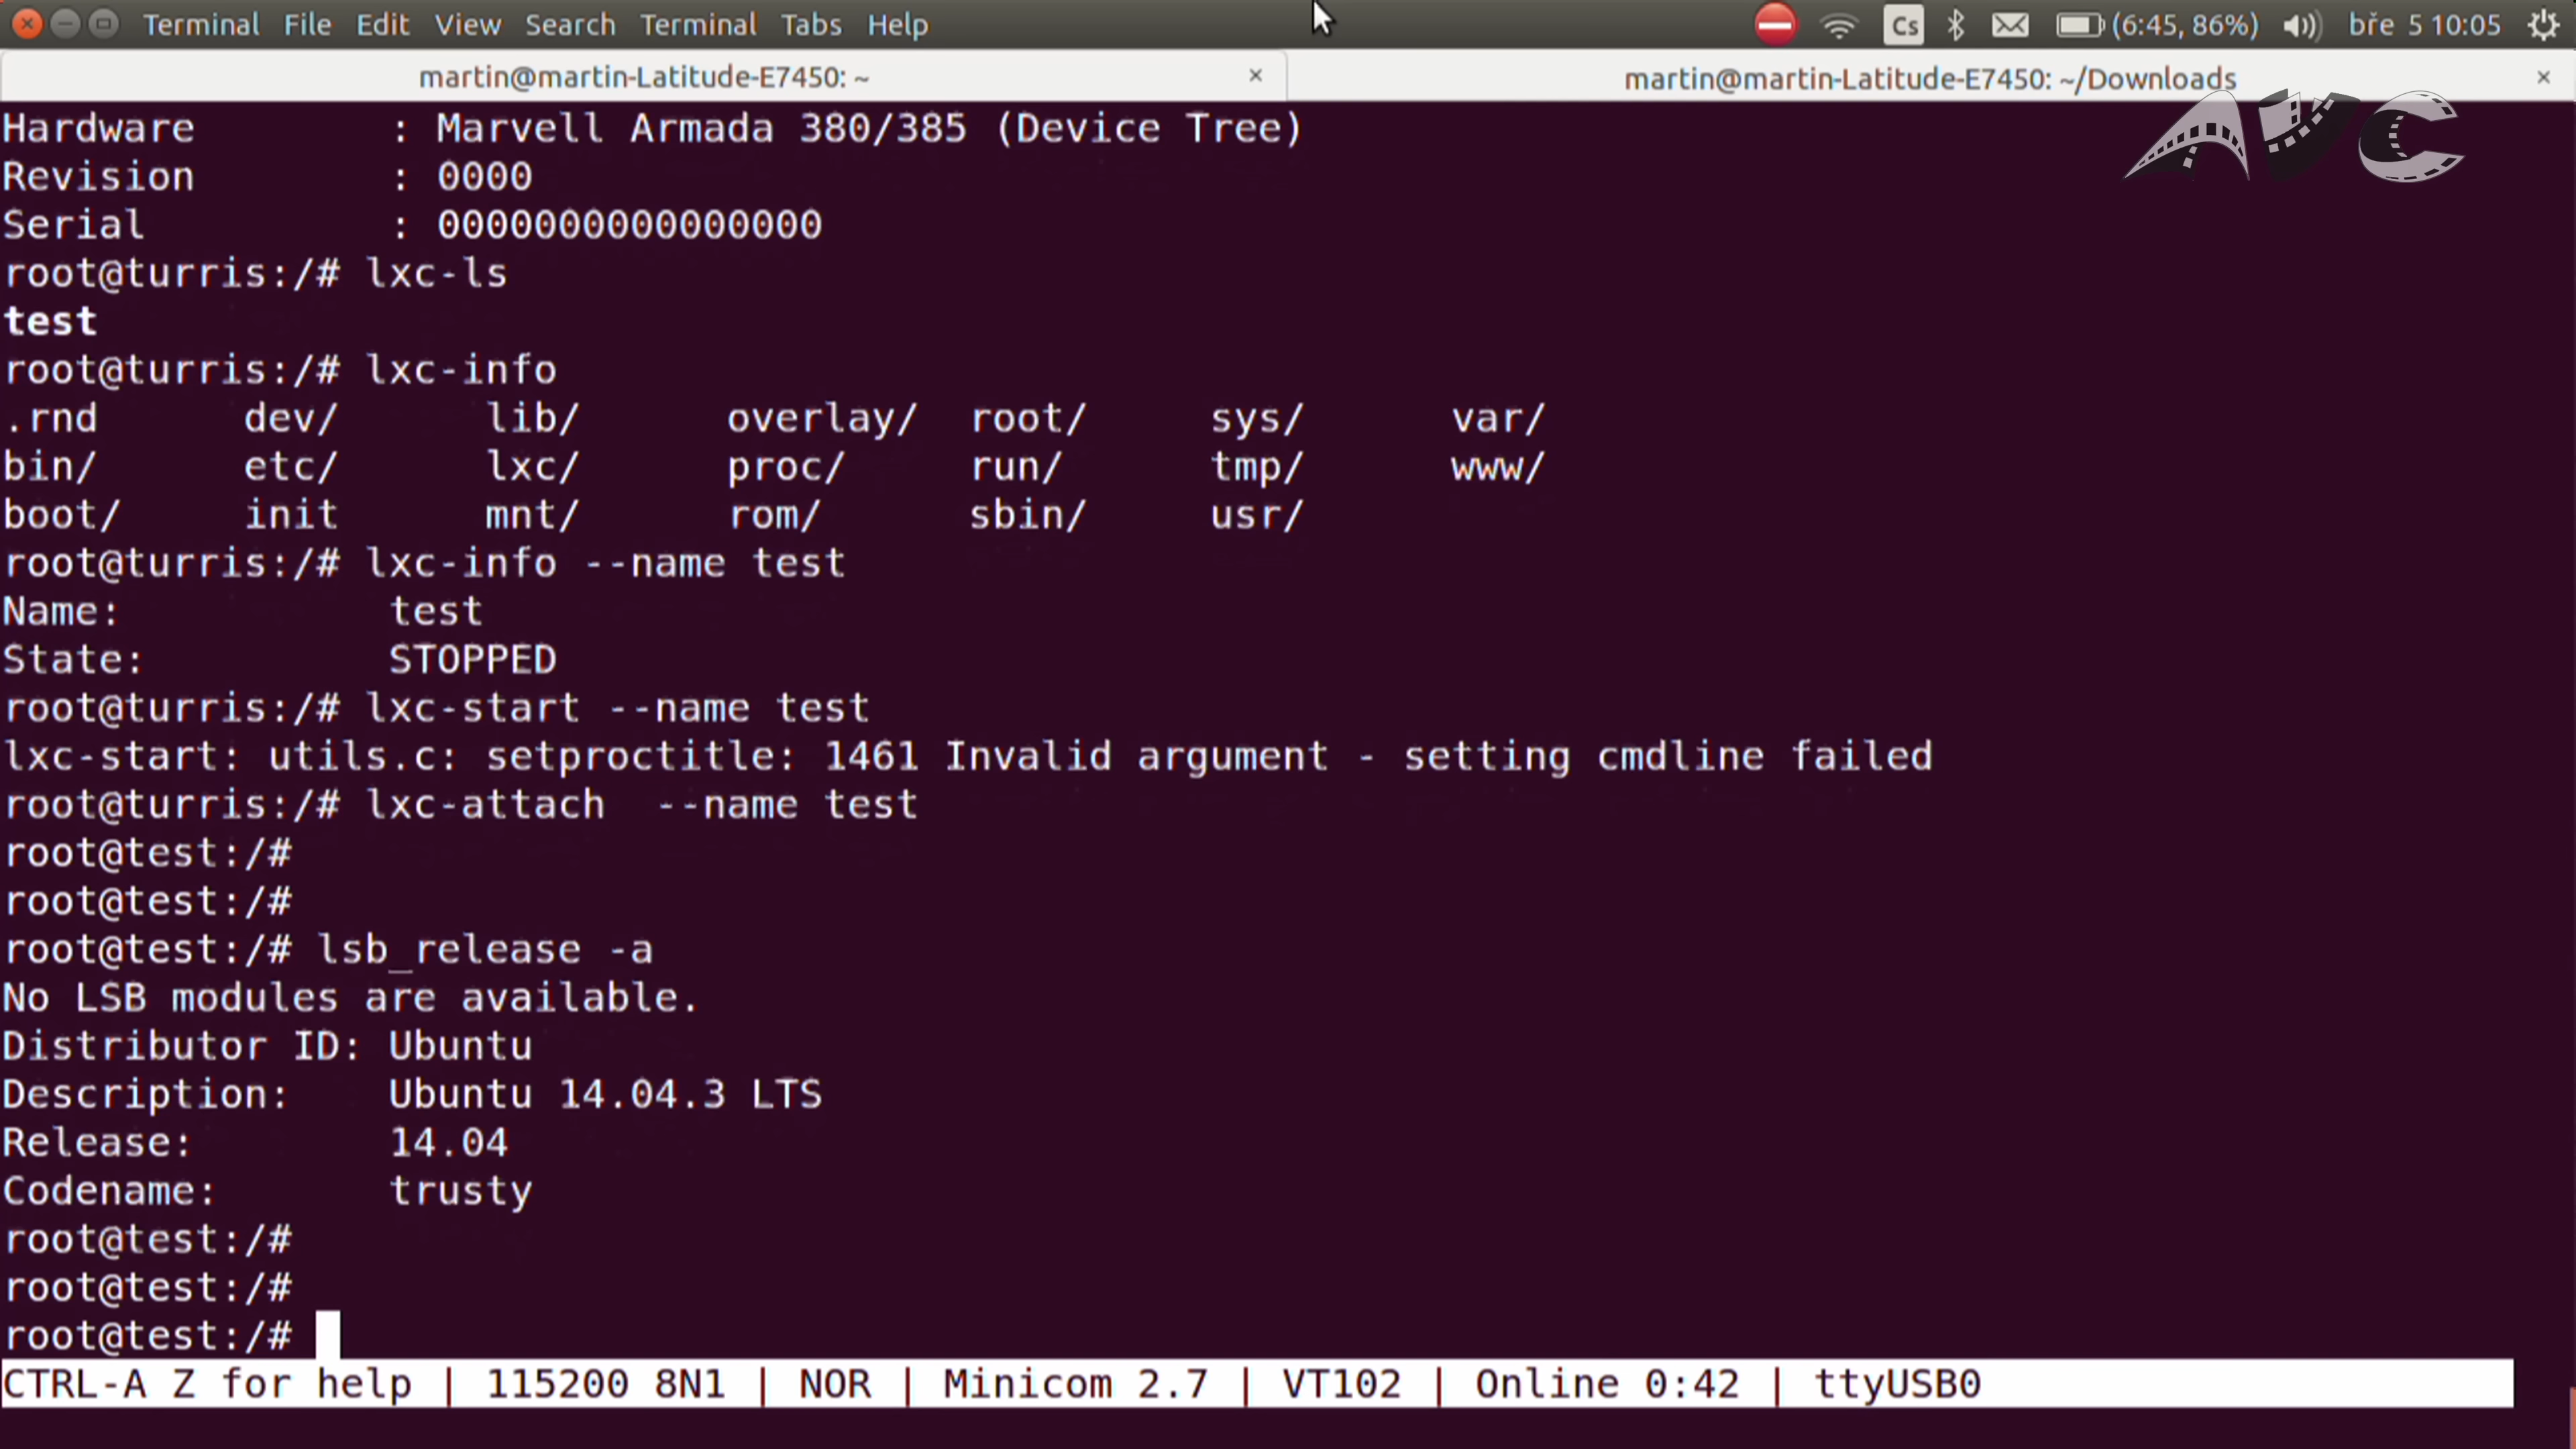 Terminal File Edit View Search Terminal Tabs Help Cs (6:45, 86%) bře 5 10:05
martin@martin-Latitude-E7450: ~ × martin@martin-Latitude-E7450: ~/Downloads ×
AVC
Hardware : Marvell Armada 380/385 (Device Tree)
Revision : 0000
Serial : 0000000000000000
root@turris:/# lxc-ls
test
root@turris:/# lxc-info
.rnd dev/ lib/ overlay/ root/ sys/ var/
bin/ etc/ lxc/ proc/ run/ tmp/ www/
boot/ init mnt/ rom/ sbin/ usr/
root@turris:/# lxc-info --name test
Name: test
State: STOPPED
root@turris:/# lxc-start --name test
lxc-start: utils.c: setproctitle: 1461 Invalid argument - setting cmdline failed
root@turris:/# lxc-attach  --name test
root@test:/#
root@test:/#
root@test:/# lsb_release -a
No LSB modules are available.
Distributor ID: Ubuntu
Description: Ubuntu 14.04.3 LTS
Release: 14.04
Codename: trusty
root@test:/#
root@test:/#
root@test:/#
CTRL-A Z for help | 115200 8N1 | NOR | Minicom 2.7 | VT102 | Online 0:42 | ttyUSB0